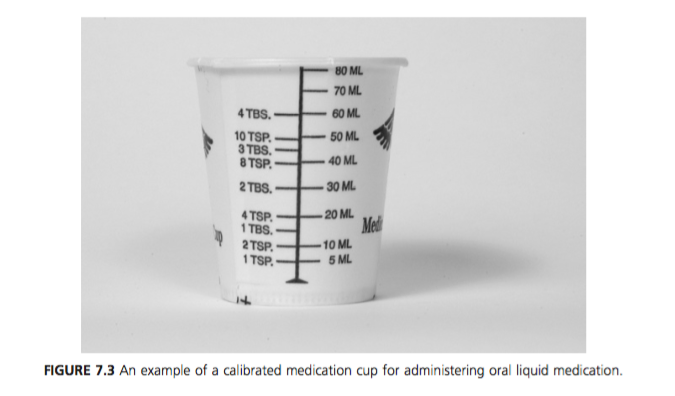 80 ML
70 ML
4 TBS. 60 ML
10 TSP. 50 ML
3 TBS.
8 TSP. 40 ML
2 TBS. 30 ML
4 TSP. 20 ML
1 TBS.
2 TSP. 10 ML
1 TSP. 5 ML
FIGURE 7.3 An example of a calibrated medication cup for administering oral liquid medication.